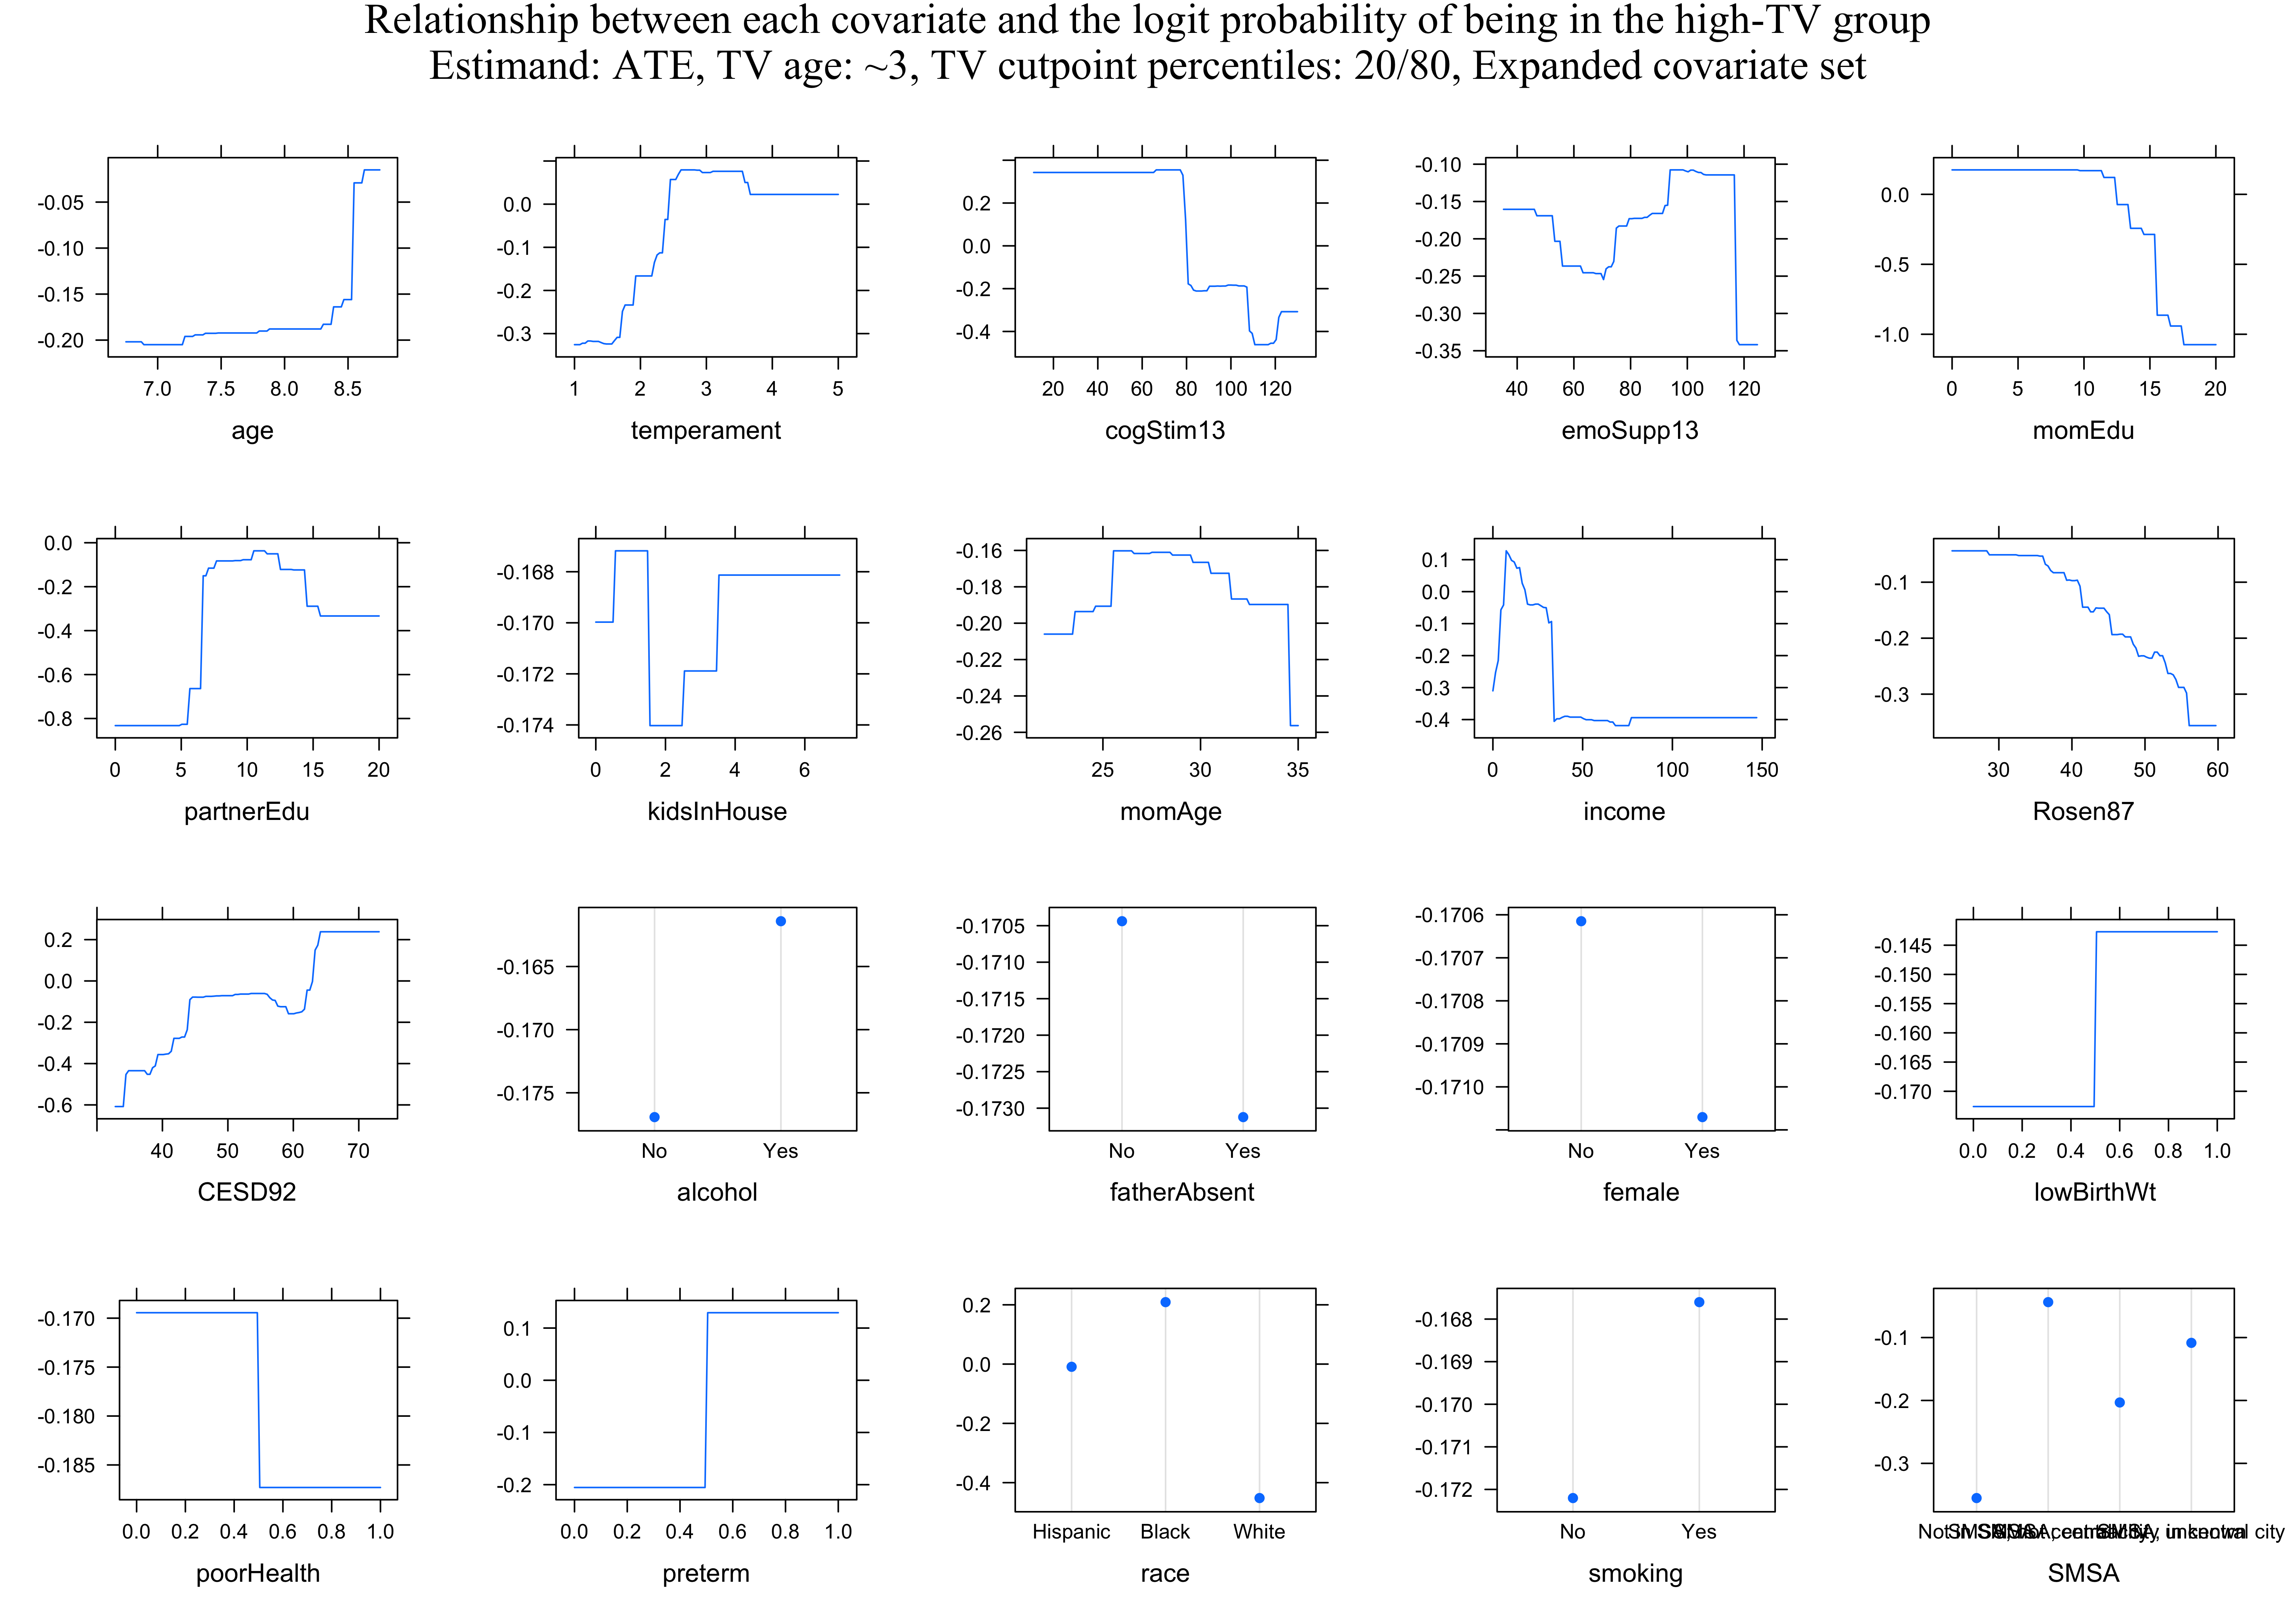 Relationship between each covariate and the logit probability of being in the high-TV group
Estimand: ATE, TV age: ~3, TV cutpoint percentiles: 20/80, Expanded covariate set
-0.05
-0.10
-0.15
-0.20
7.0 7.5 8.0 8.5
age
0.0
-0.1
-0.2
-0.3
1 2 3 4 5
temperament
0.2
0.0
-0.2
-0.4
20 40 60 80 100 120
cogStim13
-0.10
-0.15
-0.20
-0.25
-0.30
-0.35
40 60 80 100 120
emoSupp13
0.0
-0.5
-1.0
0 5 10 15 20
momEdu
0.0
-0.2
-0.4
-0.6
-0.8
0 5 10 15 20
partnerEdu
-0.168
-0.170
-0.172
-0.174
0 2 4 6
kidsInHouse
-0.16
-0.18
-0.20
-0.22
-0.24
-0.26
25 30 35
momAge
0.1
0.0
-0.1
-0.2
-0.3
-0.4
0 50 100 150
income
-0.1
-0.2
-0.3
30 40 50 60
Rosen87
0.2
0.0
-0.2
-0.4
-0.6
40 50 60 70
CESD92
-0.165
-0.170
-0.175
No Yes
alcohol
-0.1705
-0.1710
-0.1715
-0.1720
-0.1725
-0.1730
No Yes
fatherAbsent
-0.1706
-0.1707
-0.1708
-0.1709
-0.1710
No Yes
female
-0.145
-0.150
-0.155
-0.160
-0.165
-0.170
0.0 0.2 0.4 0.6 0.8 1.0
lowBirthWt
-0.170
-0.175
-0.180
-0.185
0.0 0.2 0.4 0.6 0.8 1.0
poorHealth
0.1
0.0
-0.1
-0.2
0.0 0.2 0.4 0.6 0.8 1.0
preterm
0.2
0.0
-0.2
-0.4
Hispanic Black White
race
-0.168
-0.169
-0.170
-0.171
-0.172
No Yes
smoking
-0.1
-0.2
-0.3
Not in city
SMSA